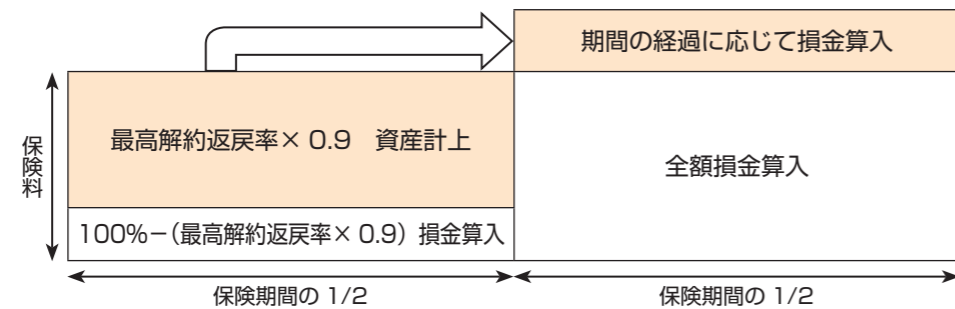 期間の経過に応じて損金算入
保険料
最高解約返戻率×0.9　資産計上
全額損金算入
100%－(最高解約返戻率×0.9) 損金算入
保険期間の 1/2
保険期間の 1/2